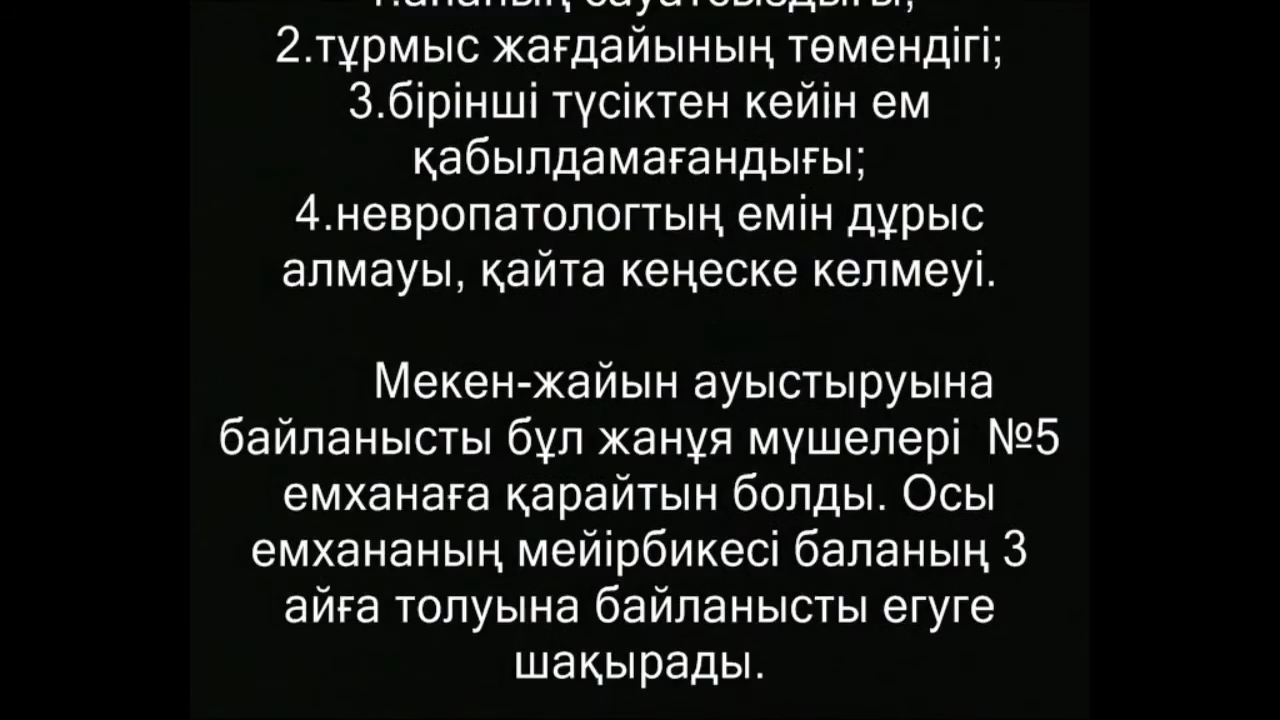 2.тұрмыс жағдайының төмендігі;
3.бірінші түсіктен кейін ем
қабылдамағандығы;
4.невропатологтың емін дұрыс
алмауы, қайта кеңеске келмеуі.
Мекен-жайын ауыстыруына
байланысты бұл жанұя мүшелері №5
емханаға қарайтын болды. Осы
емхананың мейірбикесі баланың 3
айға толуына байланысты егуге
шақырады.